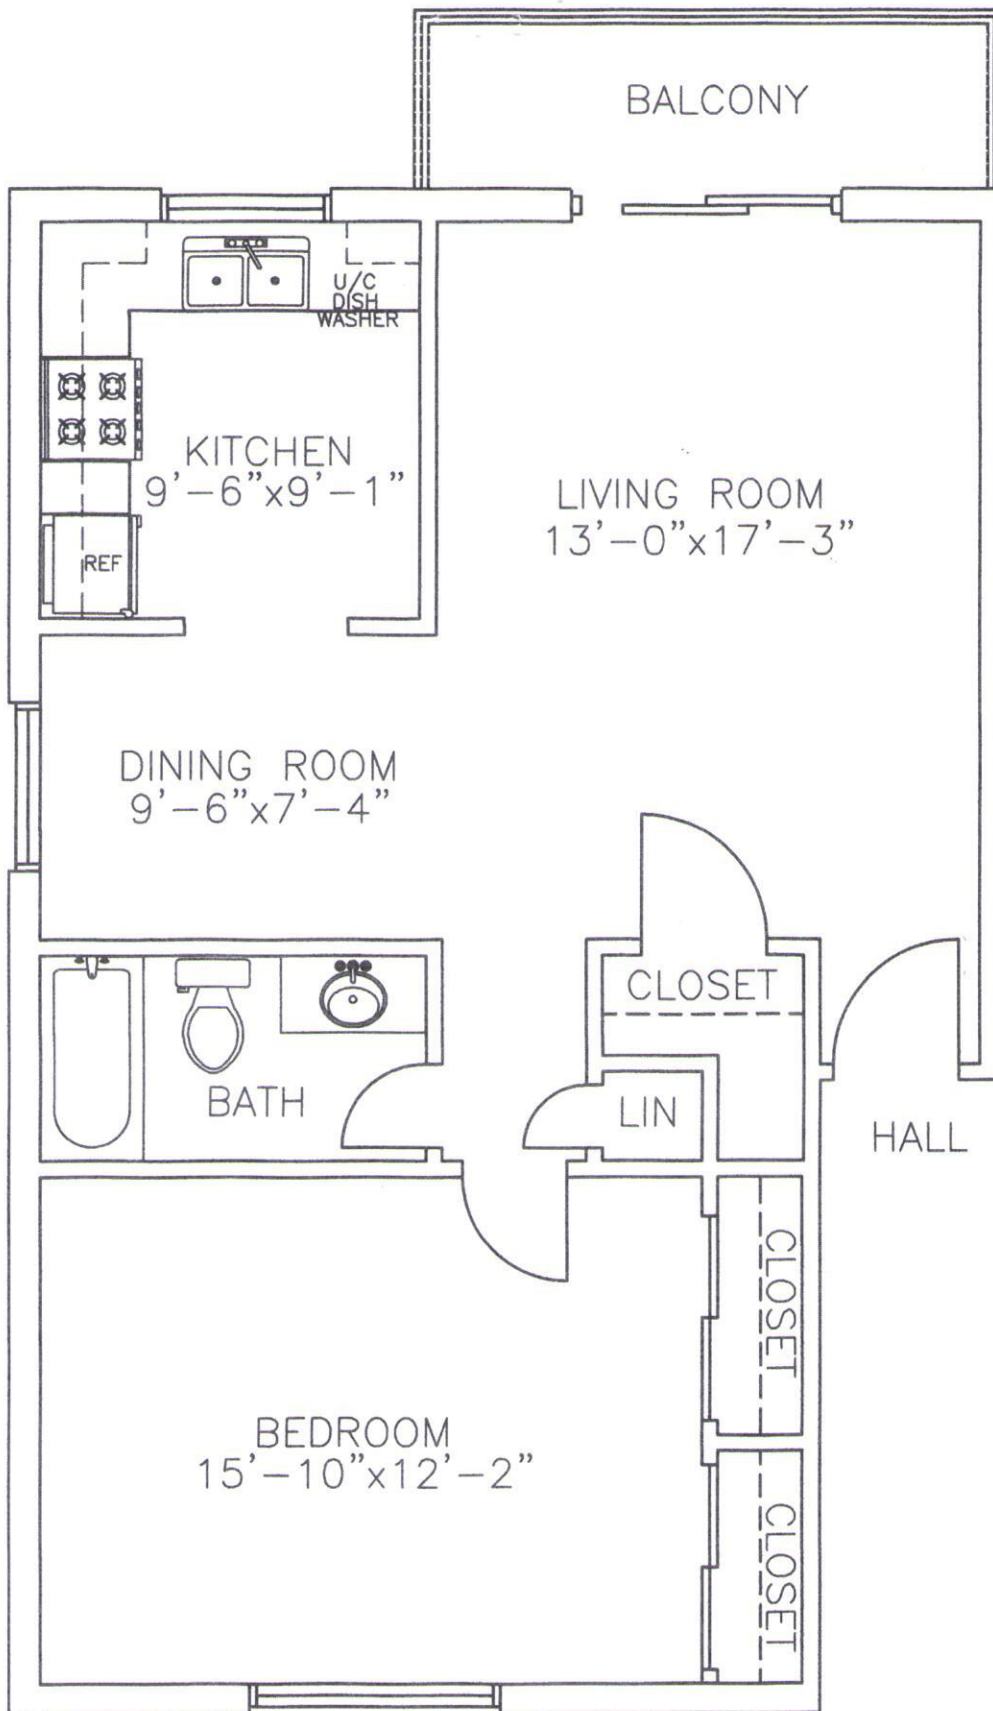 BALCONY
U/C
DISH
WASHER
KITCHEN
9'-6"x9'-1"
LIVING ROOM
13'-0"x17'-3"
REF
DINING ROOM
9'-6"x7'-4"
CLOSET
BATH
LIN
HALL
CLOSET
BEDROOM
15'-10"x12'-2"
CLOSET